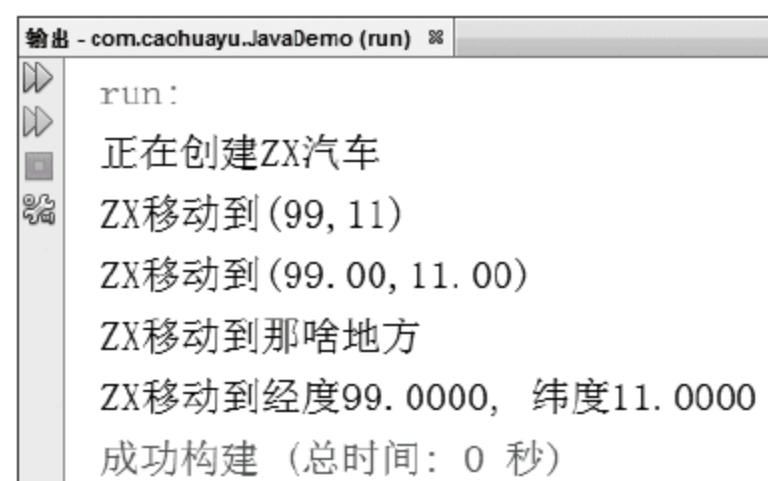 输出 - com.caohuayu.JavaDemo (run)
run:
正在创建ZX汽车
ZX移动到(99,11)
ZX移动到(99.00,11.00)
ZX移动到那啥地方
ZX移动到经度99.0000, 纬度11.0000
成功构建 (总时间: 0 秒)